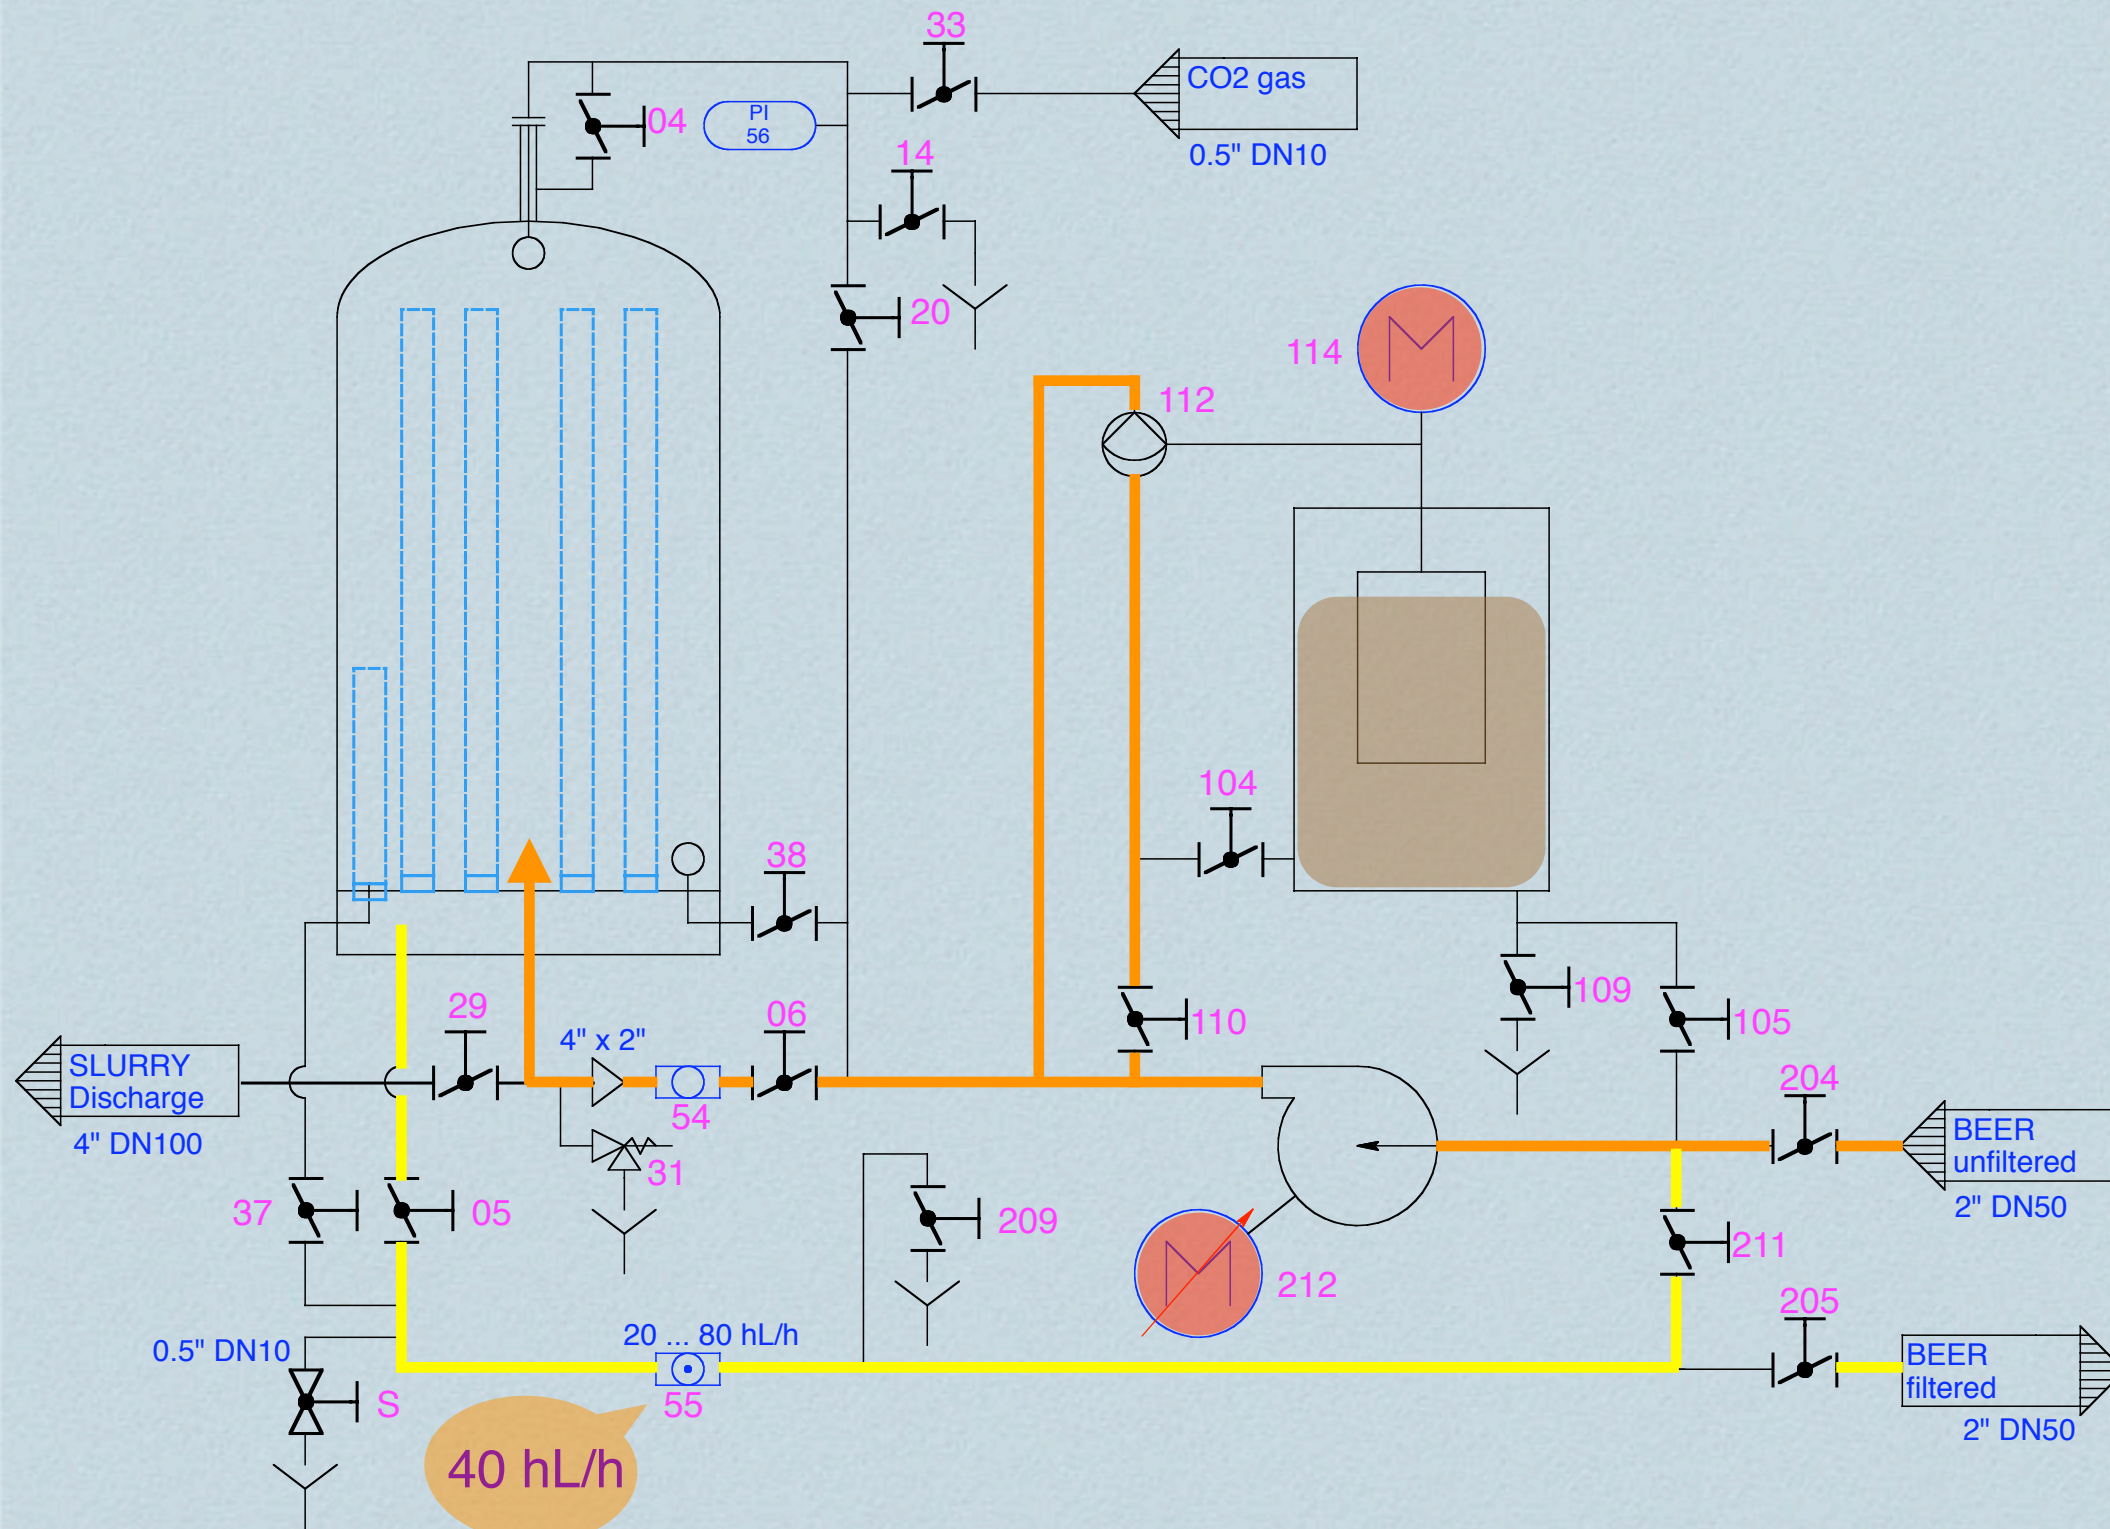 33
CO2 gas
0.5" DN10
04
PI
56
14
20
114
M
112
104
38
29
4" x 2"
06
110
109
105
SLURRY
Discharge
4" DN100
54
204
BEER
unfiltered
2" DN50
31
37
05
209
211
M
212
205
0.5" DN10
20 ... 80 hL/h
BEER
filtered
2" DN50
S
55
40 hL/h